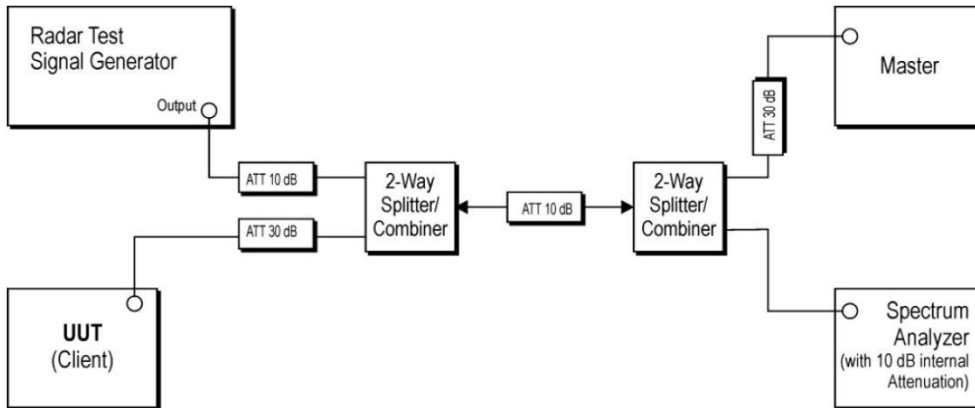 Radar Test
Signal Generator
Output
Master
ATT 30 dB
ATT 10 dB
2-Way
Splitter/
Combiner
ATT 10 dB
2-Way
Splitter/
Combiner
ATT 30 dB
UUT
(Client)
Spectrum
Analyzer
(with 10 dB internal
Attenuation)